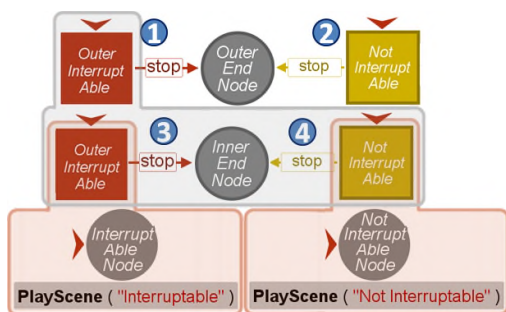 1
2
Outer
Interrupt
Able
stop
Outer
End
Node
stop
Not
Interrupt
Able
3
4
Outer
Interrupt
Able
stop
Inner
End
Node
stop
Not
Interrupt
Able
Interrupt
Able
Node
Not
Interrupt
Able
Node
PlayScene ( "Interruptable" )
PlayScene ( "Not Interruptable" )